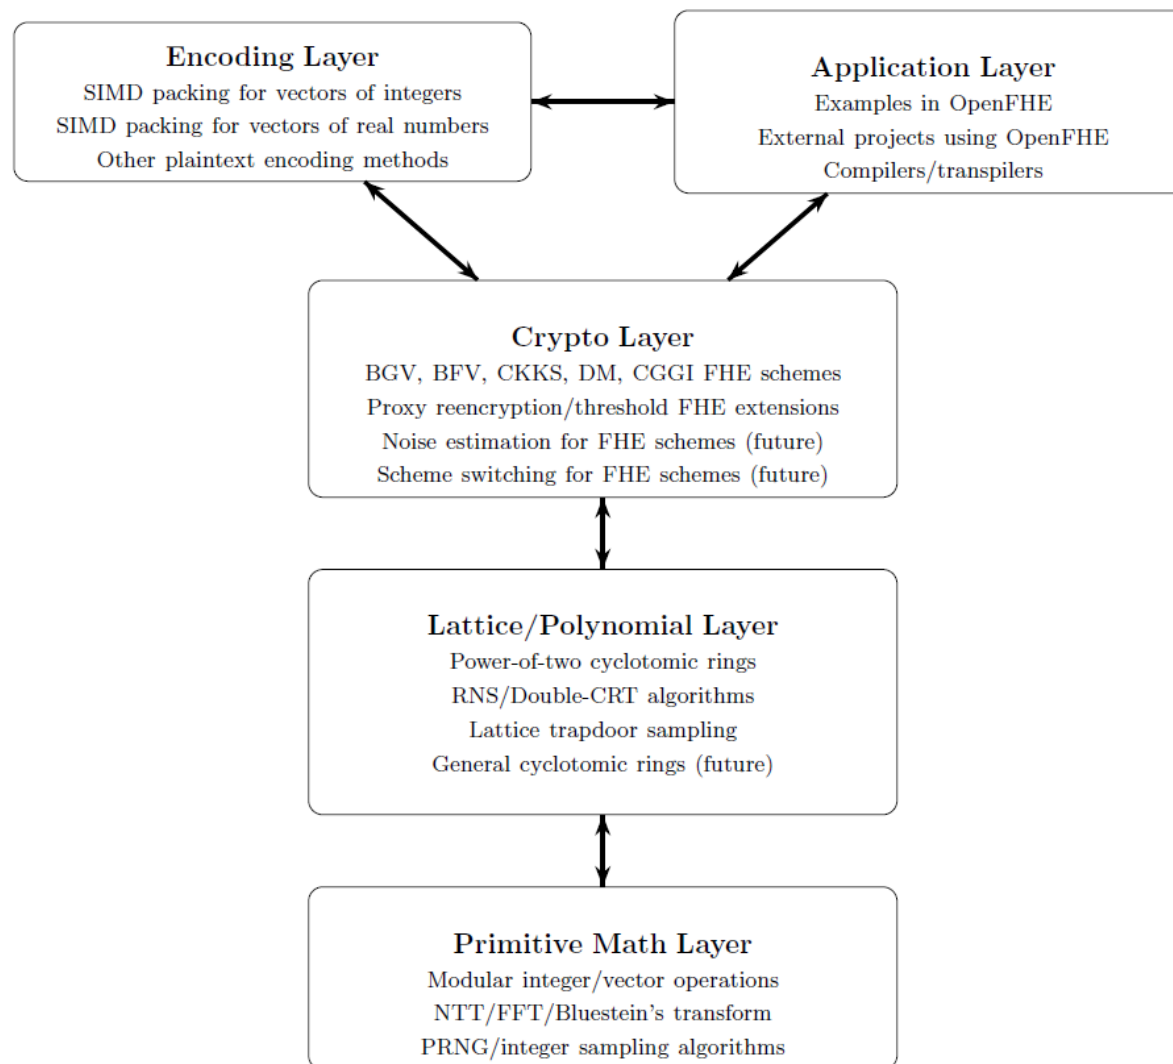 Encoding Layer
SIMD packing for vectors of integers
SIMD packing for vectors of real numbers
Other plaintext encoding methods
Application Layer
Examples in OpenFHE
External projects using OpenFHE
Compilers/transpilers
Crypto Layer
BGV, BFV, CKKS, DM, CGGI FHE schemes
Proxy reencryption/threshold FHE extensions
Noise estimation for FHE schemes (future)
Scheme switching for FHE schemes (future)
Lattice/Polynomial Layer
Power-of-two cyclotomic rings
RNS/Double-CRT algorithms
Lattice trapdoor sampling
General cyclotomic rings (future)
Primitive Math Layer
Modular integer/vector operations
NTT/FFT/Bluestein's transform
PRNG/integer sampling algorithms